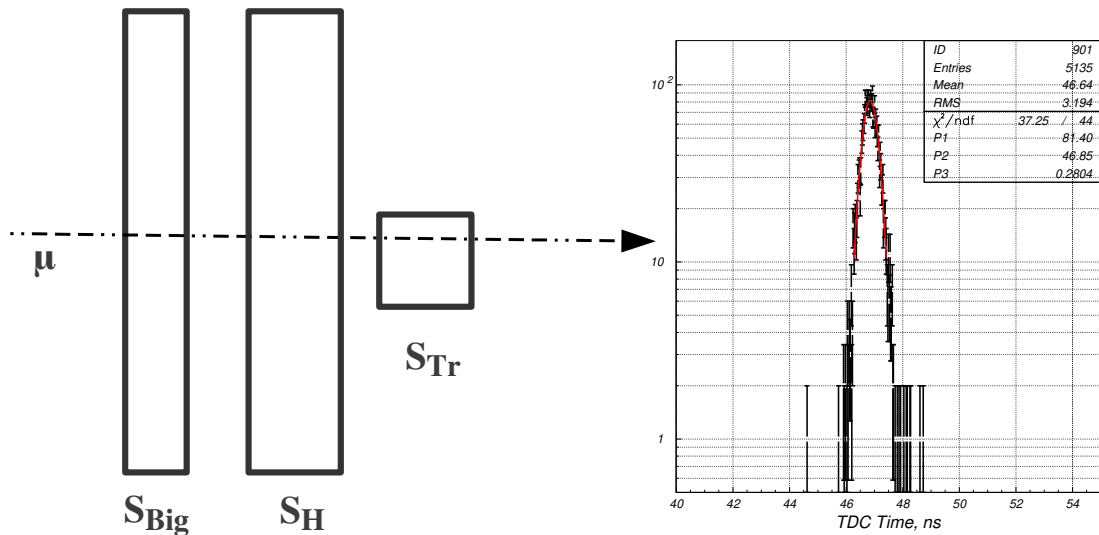 μ
S_Big
S_H
S_Tr
ID 901
Entries 5135
Mean 46.64
RMS 3.194
χ²/ndf 37.25 / 44
P1 81.40
P2 46.85
P3 0.2804
10²
10
1
40 42 44 46 48 50 52 54
TDC Time, ns